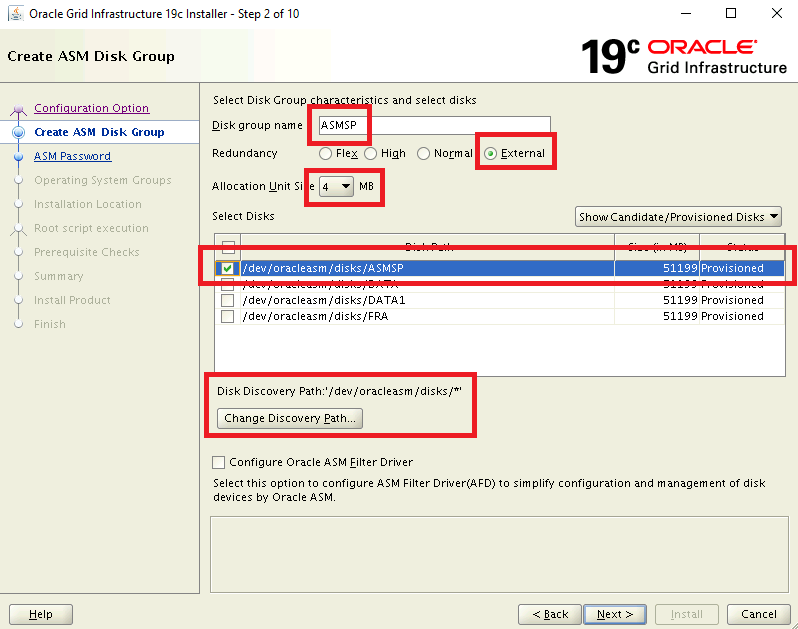 Oracle Grid Infrastructure 19c Installer - Step 2 of 10
Create ASM Disk Group
19c ORACLE
Grid Infrastructure
Configuration Option
Create ASM Disk Group
ASM Password
Operating System Groups
Installation Location
Root script execution
Prerequisite Checks
Summary
Install Product
Finish
Select Disk Group characteristics and select disks
Disk group name ASMSP
Redundancy Flex High Normal External
Allocation Unit Size 4 MB
Select Disks Show Candidate/Provisioned Disks
Disk Path Size (in MB) Status
/dev/oracleasm/disks/ASMSP 51199 Provisioned
/dev/oracleasm/disks/DATA 51199 Provisioned
/dev/oracleasm/disks/DATA1 51199 Provisioned
/dev/oracleasm/disks/FRA 51199 Provisioned
Disk Discovery Path:'/dev/oracleasm/disks/*'
Change Discovery Path...
Configure Oracle ASM Filter Driver
Select this option to configure ASM Filter Driver(AFD) to simplify configuration and management of disk
devices by Oracle ASM.
Help < Back Next > Install Cancel